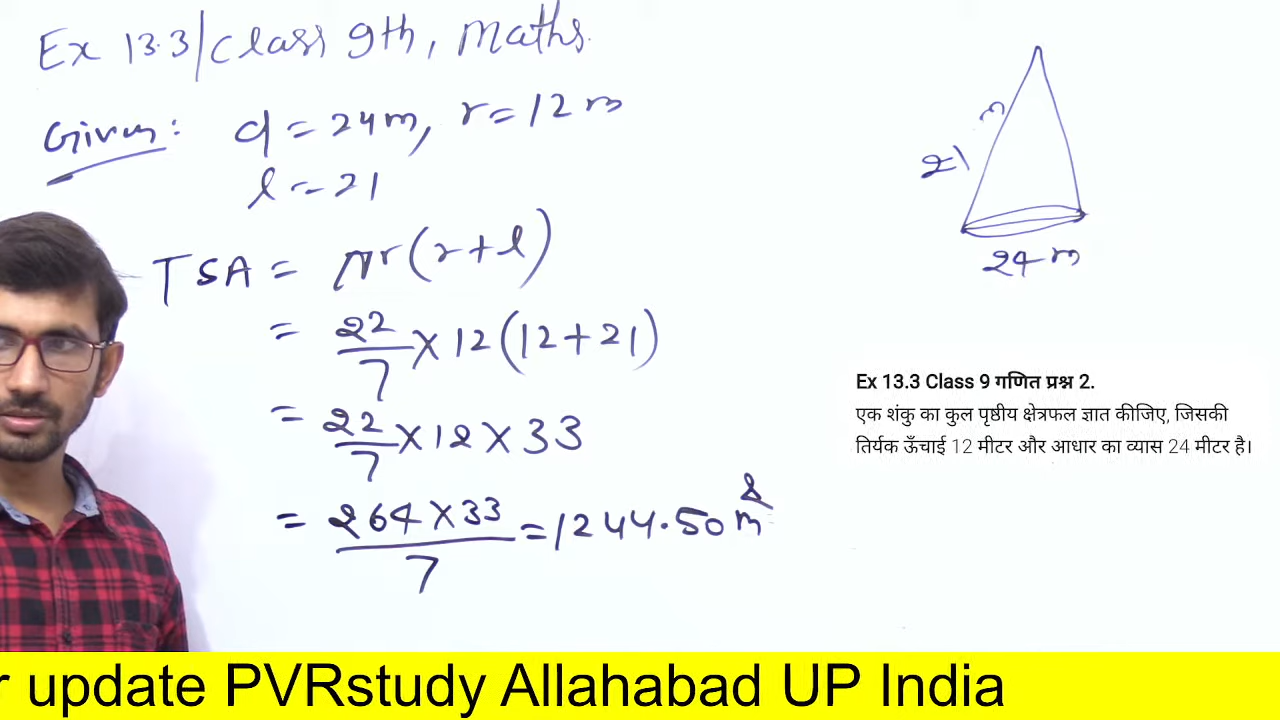 Ex 13.3/Class 9th, Maths.
Given: d = 24m, r = 12 m
l = 21
TSA = πr(r+l)
= 22/7 × 12 (12+21)
= 22/7 × 12 × 33
= 264 × 33/7 = 1244.50 m²
21 m
24 m
Ex 13.3 Class 9 गणित प्रश्न 2.
एक शंकु का कुल पृष्ठीय क्षेत्रफल ज्ञात कीजिए, जिसकी
तिर्यक ऊँचाई 12 मीटर और आधार का व्यास 24 मीटर है।
r update PVRstudy Allahabad UP India